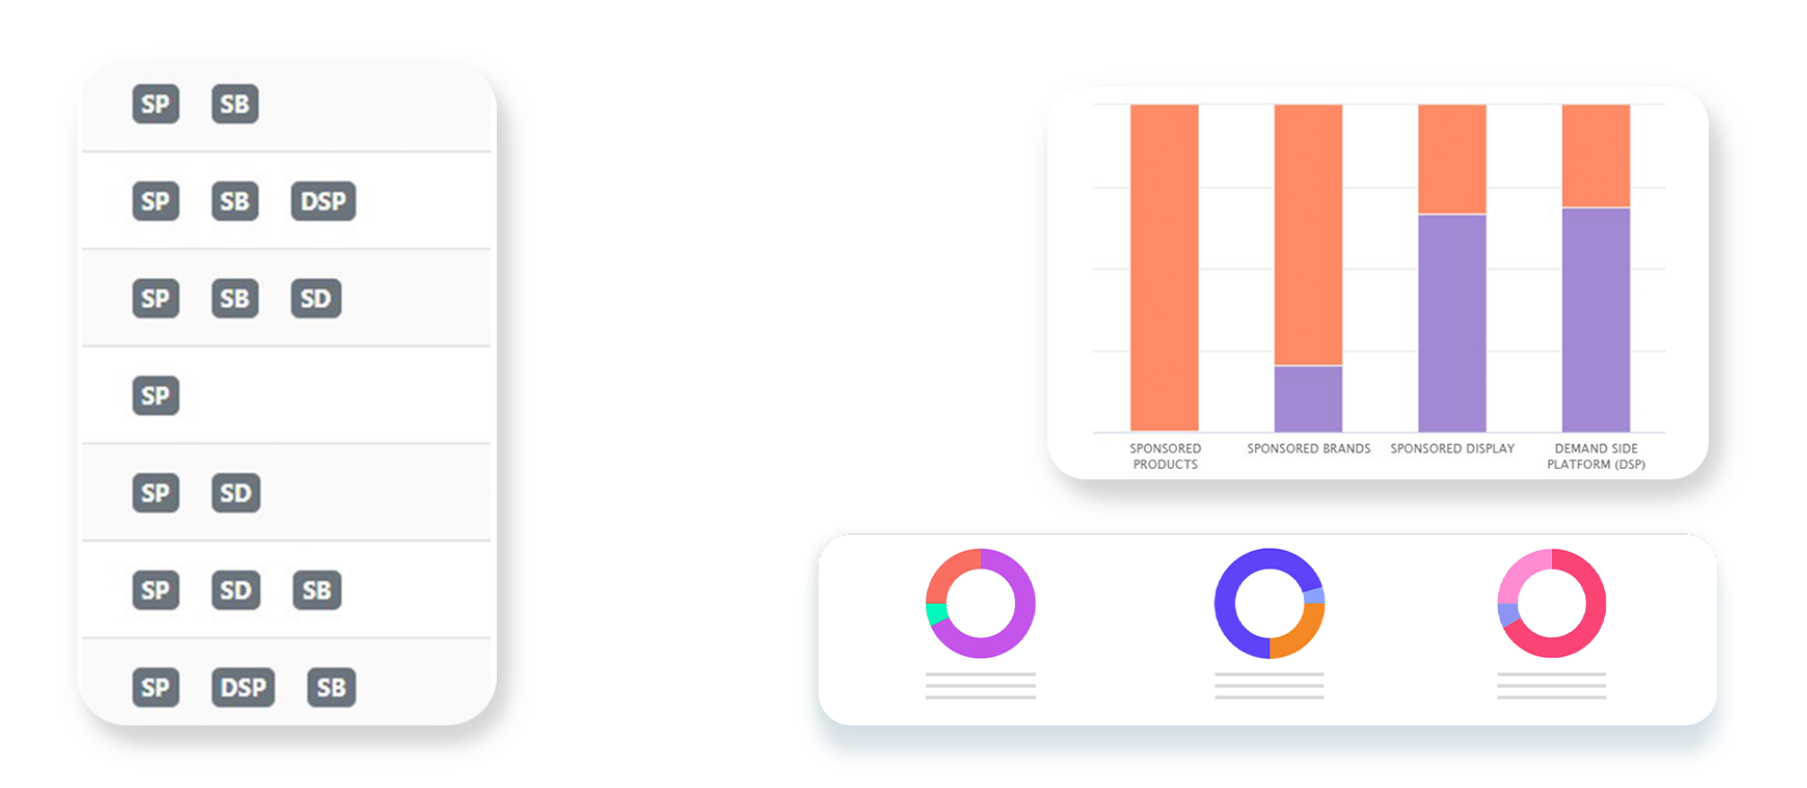 SP SB
SP SB DSP
SP SB SD
SP
SP SD
SP SD SB
SP DSP SB
SPONSORED PRODUCTS
SPONSORED BRANDS
SPONSORED DISPLAY
DEMAND SIDE PLATFORM (DSP)